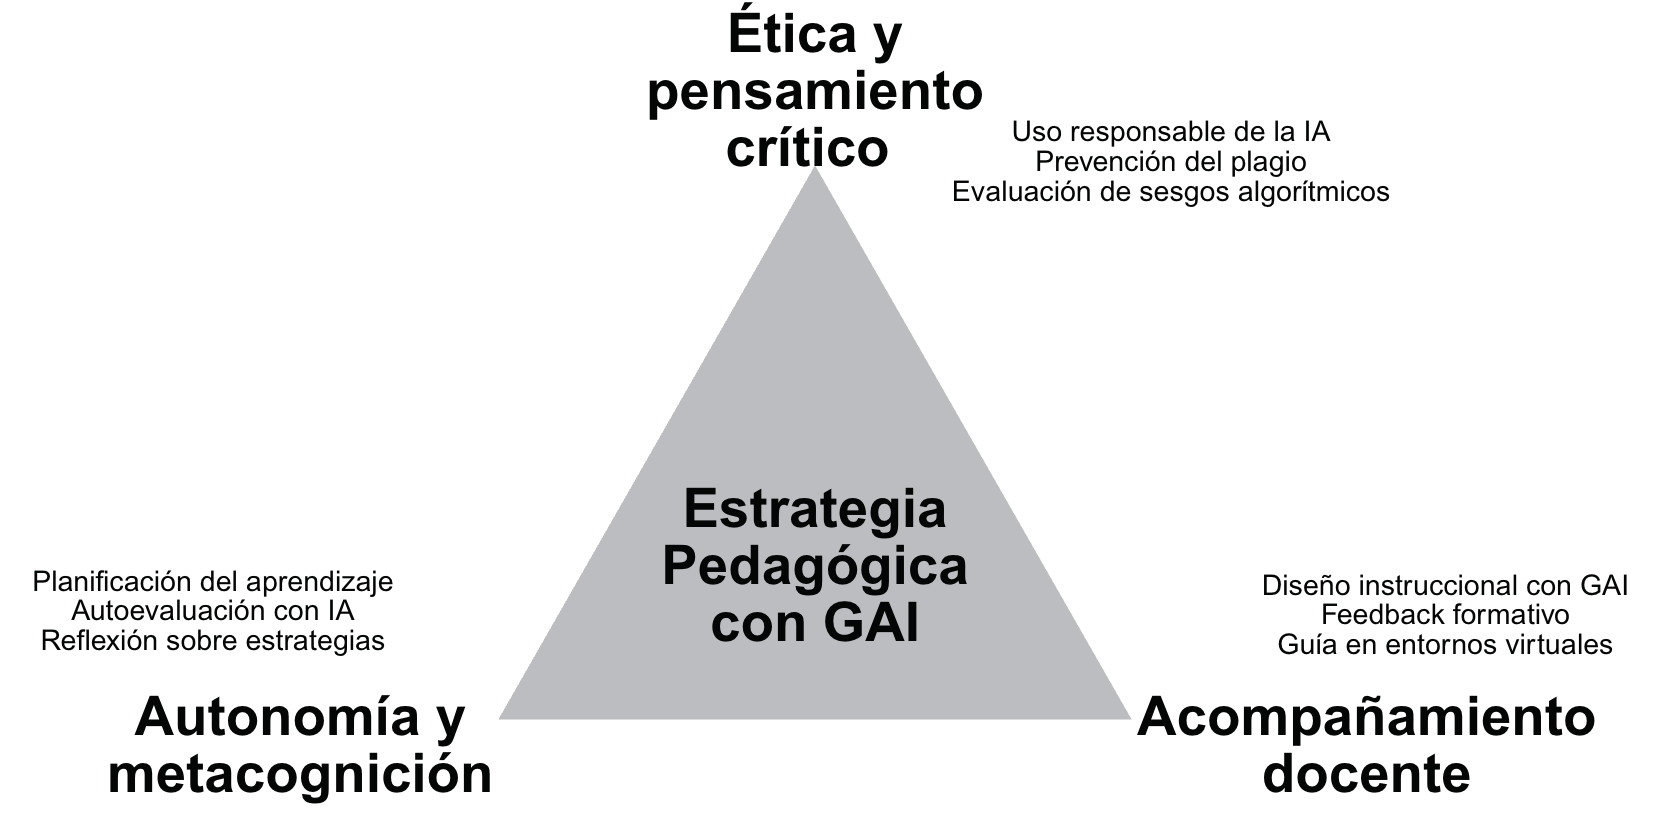 Ética y
pensamiento
crítico
Uso responsable de la IA
Prevención del plagio
Evaluación de sesgos algorítmicos
Estrategia
Pedagógica
con GAI
Planificación del aprendizaje
Autoevaluación con IA
Reflexión sobre estrategias
Autonomía y
metacognición
Diseño instruccional con GAI
Feedback formativo
Guía en entornos virtuales
Acompañamiento
docente